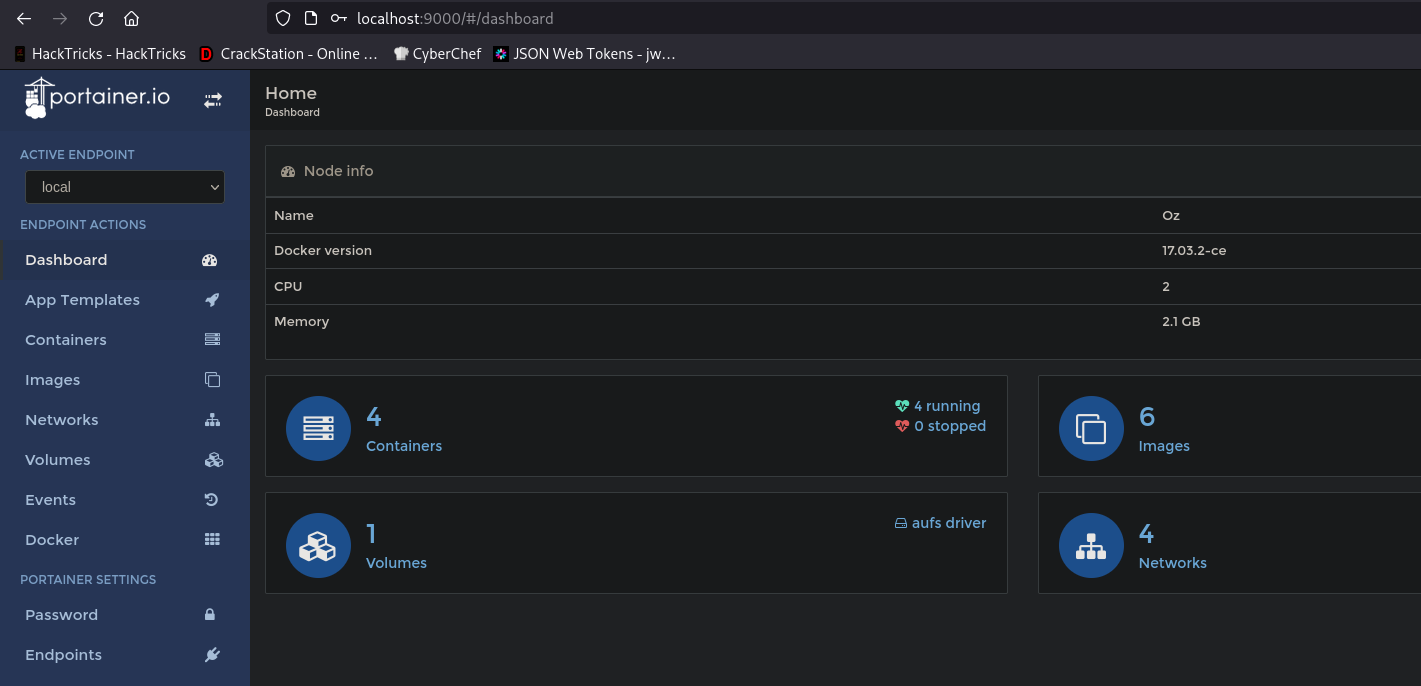 localhost:9000/#/dashboard
HackTricks - HackTricks
CrackStation - Online …
CyberChef
JSON Web Tokens - jw…
portainer.io
ACTIVE ENDPOINT
local
ENDPOINT ACTIONS
Dashboard
App Templates
Containers
Images
Networks
Volumes
Events
Docker
PORTAINER SETTINGS
Password
Endpoints
Home
Dashboard
Node info
Name Oz
Docker version 17.03.2-ce
CPU 2
Memory 2.1 GB
4
Containers
4 running
0 stopped
6
Images
1
Volumes
aufs driver
4
Networks